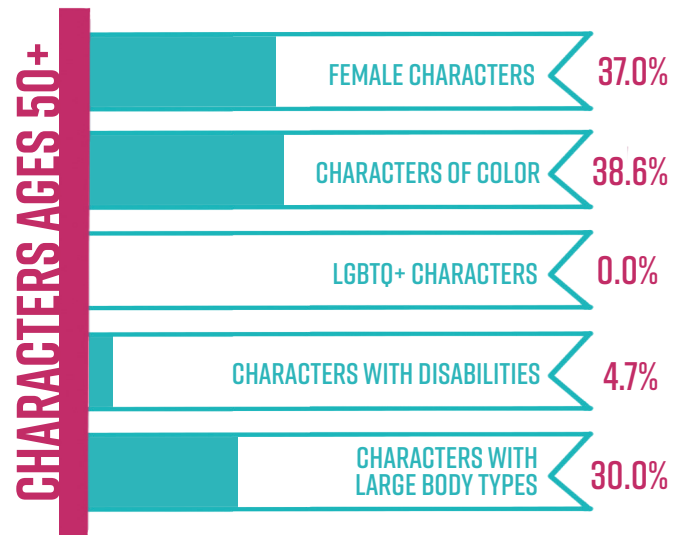 CHARACTERS AGES 50+
FEMALE CHARACTERS
37.0%
CHARACTERS OF COLOR
38.6%
LGBTQ+ CHARACTERS
0.0%
CHARACTERS WITH DISABILITIES
4.7%
CHARACTERS WITH
LARGE BODY TYPES
30.0%